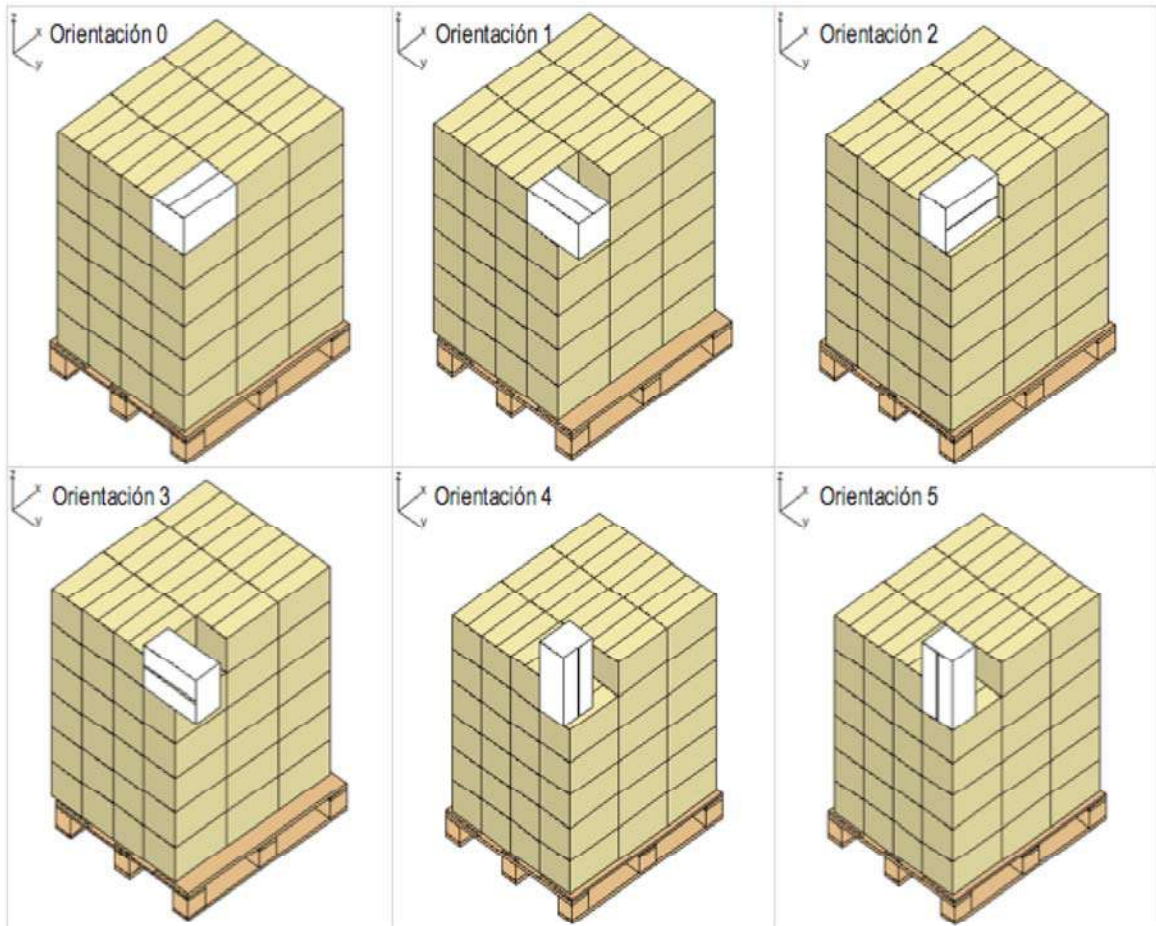 z
x
y
Orientación 0
z
x
y
Orientación 1
z
x
y
Orientación 2
z
x
y
Orientación 3
z
x
y
Orientación 4
z
x
y
Orientación 5